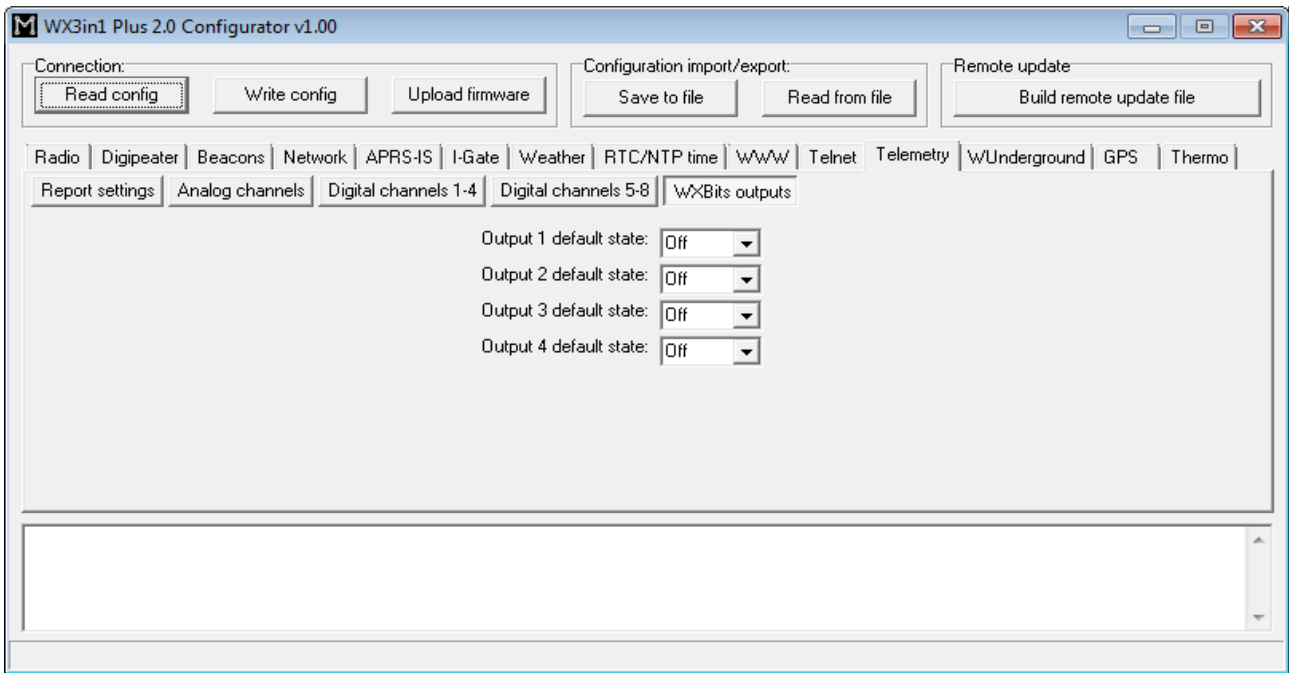 WX3in1 Plus 2.0 Configurator v1.00
Connection: Configuration import/export: Remote update
Read config Write config Upload firmware Save to file Read from file Build remote update file
Radio Digipeater Beacons Network APRS-IS I-Gate Weather RTC/NTP time WWW Telnet Telemetry WUnderground GPS Thermo
Report settings Analog channels Digital channels 1-4 Digital channels 5-8 WXBits outputs
Output 1 default state: Off
Output 2 default state: Off
Output 3 default state: Off
Output 4 default state: Off